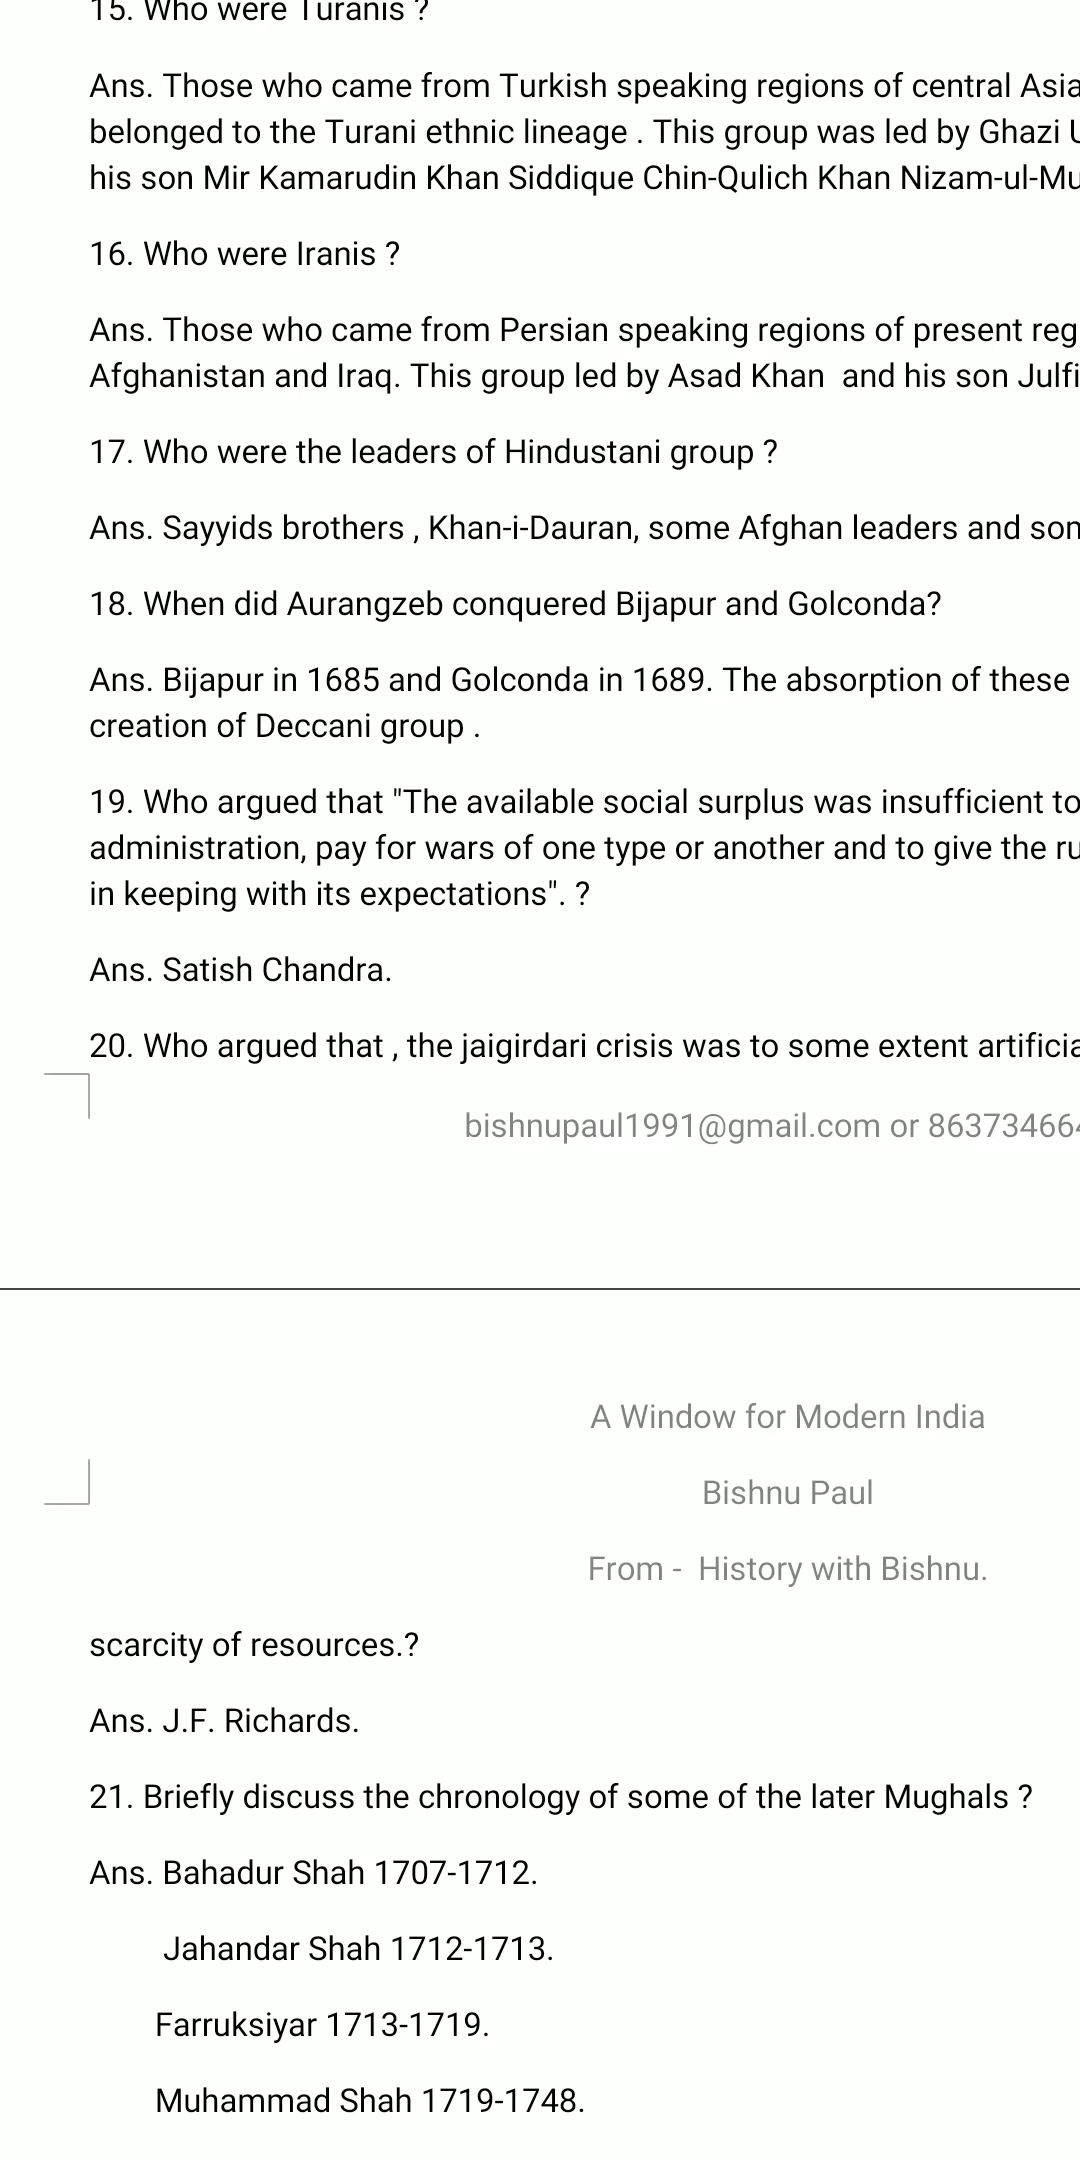 15. Who were Turanis ?
Ans. Those who came from Turkish speaking regions of central Asia
belonged to the Turani ethnic lineage . This group was led by Ghazi U
his son Mir Kamarudin Khan Siddique Chin-Qulich Khan Nizam-ul-Mu
16. Who were Iranis ?
Ans. Those who came from Persian speaking regions of present reg
Afghanistan and Iraq. This group led by Asad Khan  and his son Julfi
17. Who were the leaders of Hindustani group ?
Ans. Sayyids brothers , Khan-i-Dauran, some Afghan leaders and som
18. When did Aurangzeb conquered Bijapur and Golconda?
Ans. Bijapur in 1685 and Golconda in 1689. The absorption of these
creation of Deccani group .
19. Who argued that "The available social surplus was insufficient to
administration, pay for wars of one type or another and to give the ru
in keeping with its expectations". ?
Ans. Satish Chandra.
20. Who argued that , the jaigirdari crisis was to some extent artificia
bishnupaul1991@gmail.com or 863734664
A Window for Modern India
Bishnu Paul
From -  History with Bishnu.
scarcity of resources.?
Ans. J.F. Richards.
21. Briefly discuss the chronology of some of the later Mughals ?
Ans. Bahadur Shah 1707-1712.
Jahandar Shah 1712-1713.
Farruksiyar 1713-1719.
Muhammad Shah 1719-1748.